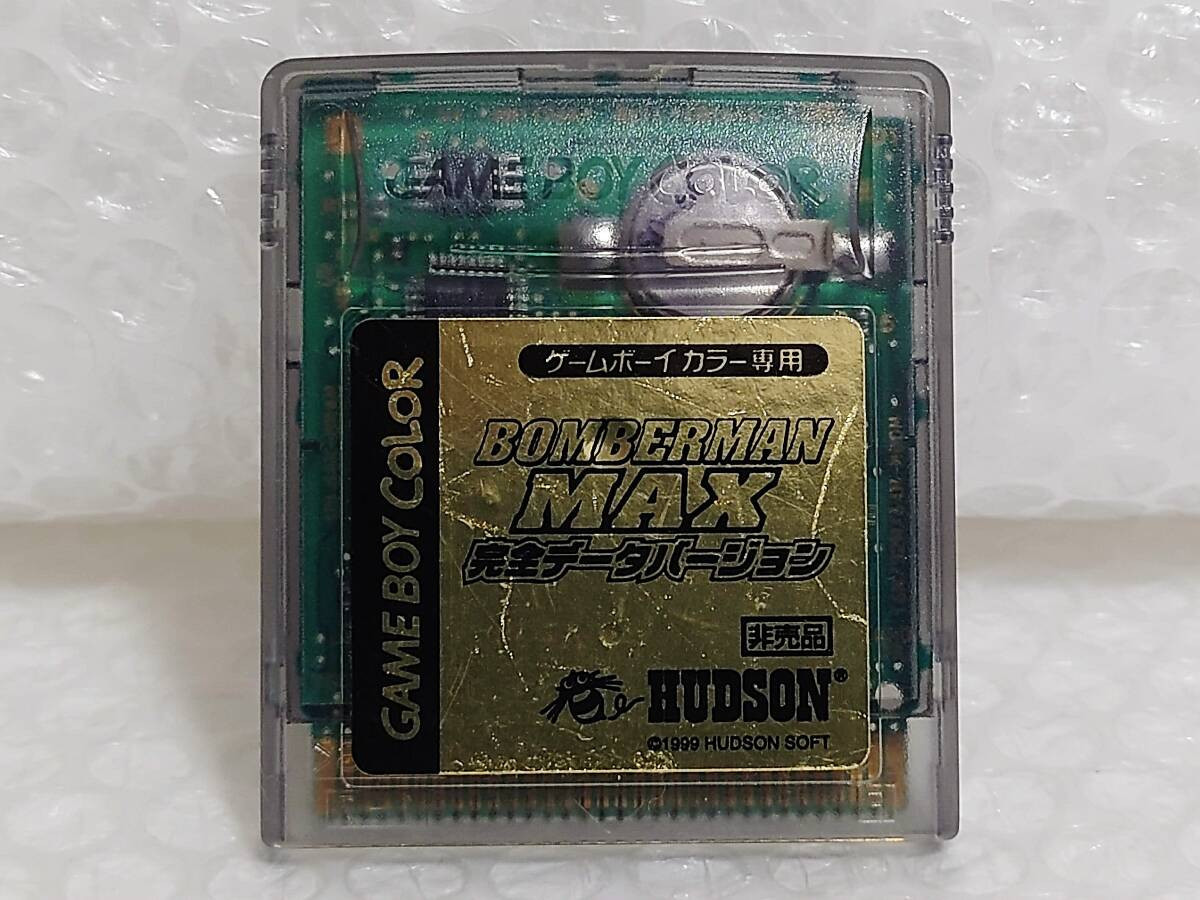 GAME BOY COLOR
ゲームボーイカラー専用
BOMBERMAN
MAX
完全データバージョン
非売品
HUDSON®
©1999 HUDSON SOFT
GAME BOY COLOR